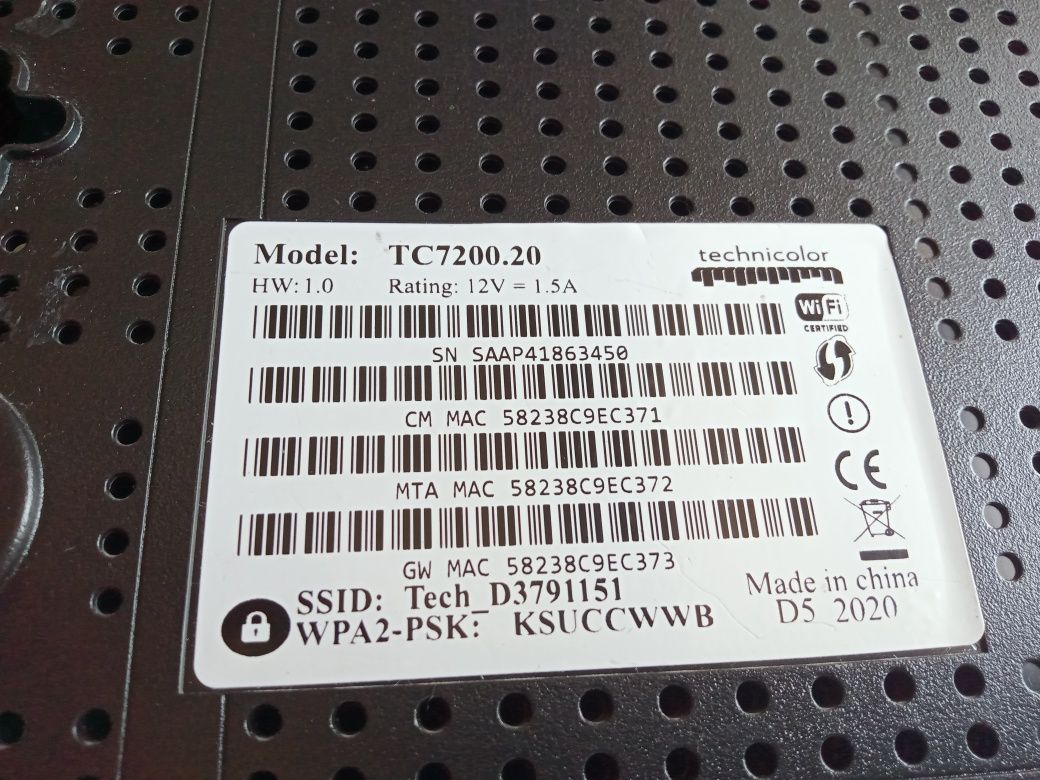 Model: TC7200.20
technicolor
HW: 1.0 Rating: 12V = 1.5A
WiFi
CERTIFIED
SN SAAP41863450
CM MAC 58238C9EC371
MTA MAC 58238C9EC372
GW MAC 58238C9EC373
SSID: Tech_D3791151
WPA2-PSK: KSUCCWWB
CE
Made in china
D5 2020